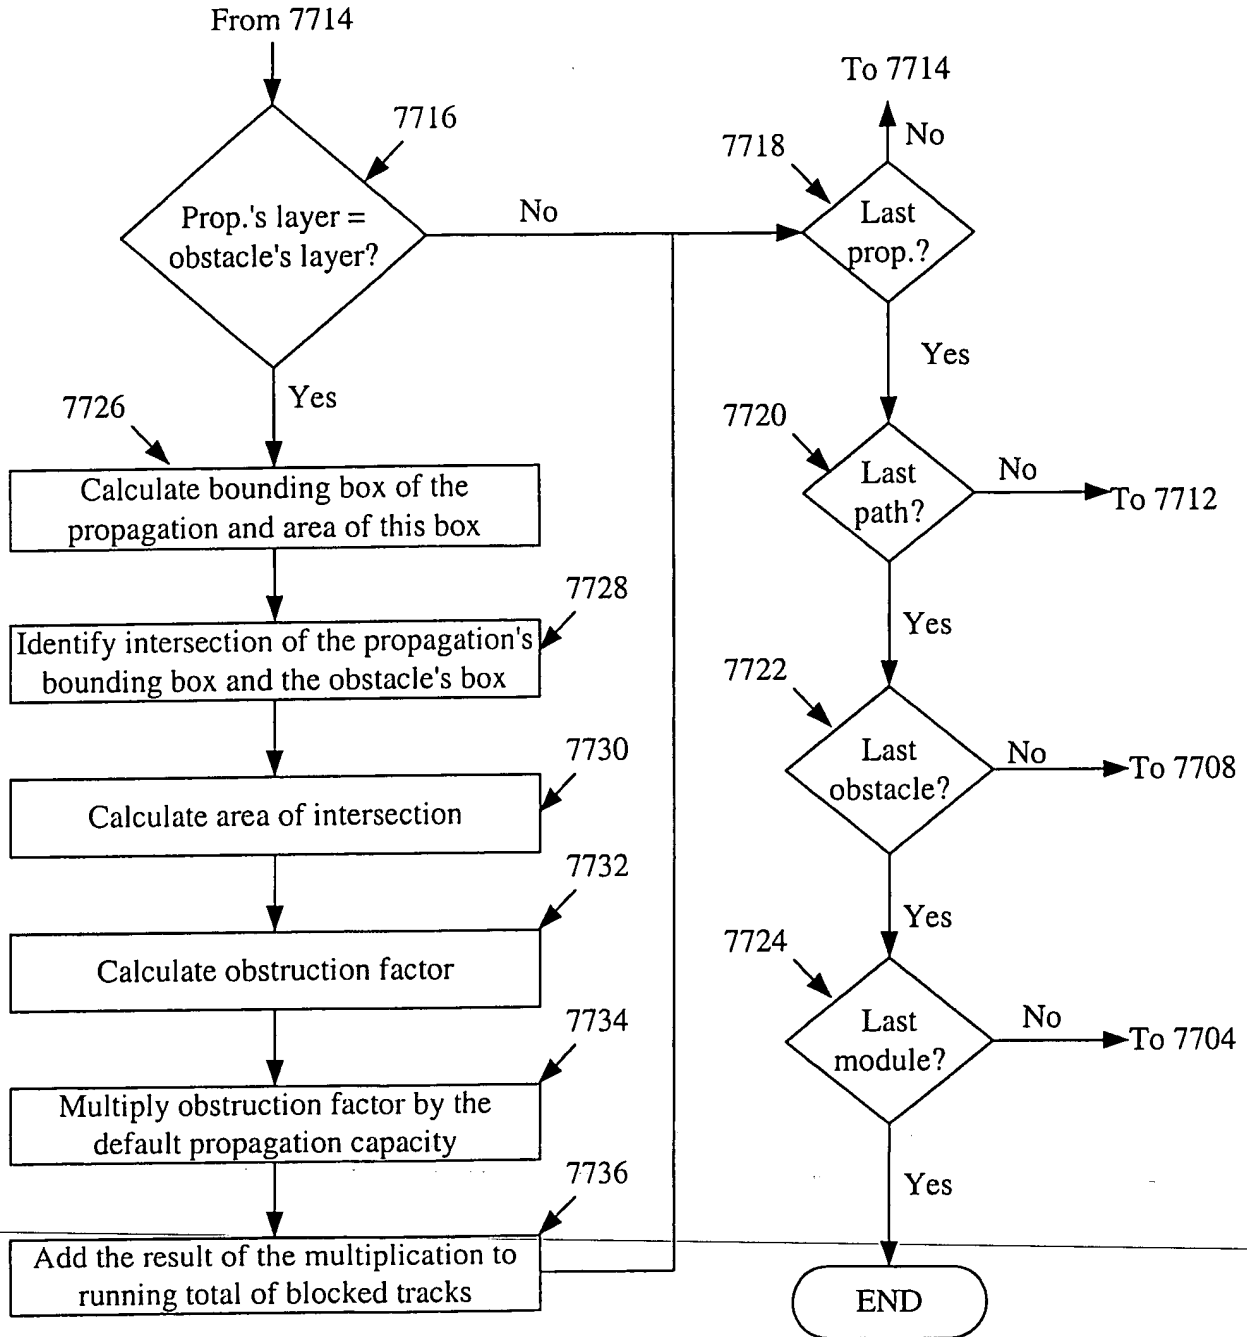 From 7714
7716
Prop.'s layer =
obstacle's layer?
No
Yes
7726
Calculate bounding box of the
propagation and area of this box
7728
Identify intersection of the propagation's
bounding box and the obstacle's box
7730
Calculate area of intersection
7732
Calculate obstruction factor
7734
Multiply obstruction factor by the
default propagation capacity
7736
Add the result of the multiplication to
running total of blocked tracks
To 7714
No
7718
Last
prop.?
Yes
7720
Last
path?
No
To 7712
Yes
7722
Last
obstacle?
No
To 7708
Yes
7724
Last
module?
No
To 7704
Yes
END